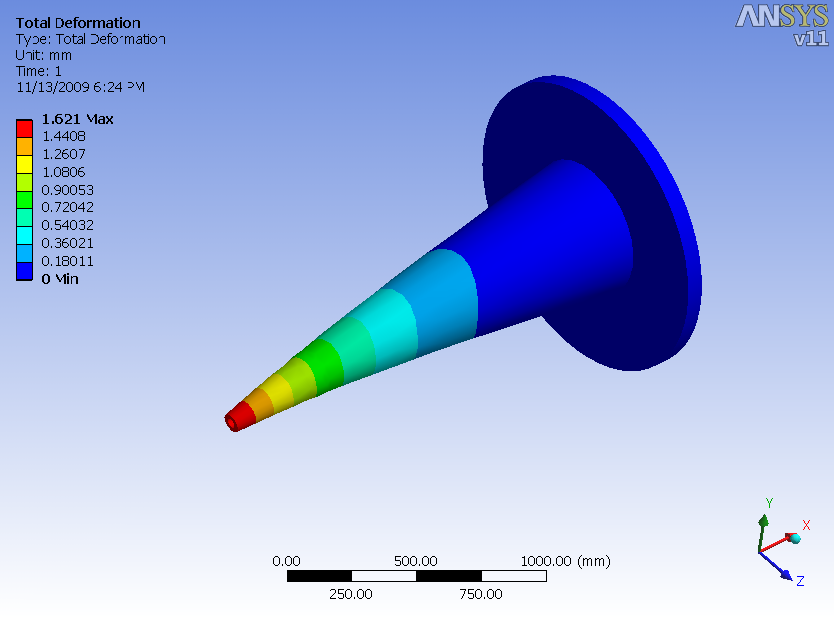 Total Deformation
Type: Total Deformation
Unit: mm
Time: 1
11/13/2009 6:24 PM
ANSYS
v11
1.621 Max
1.4408
1.2607
1.0806
0.90053
0.72042
0.54032
0.36021
0.18011
0 Min
Y
X
Z
0.00 500.00 1000.00 (mm)
250.00 750.00